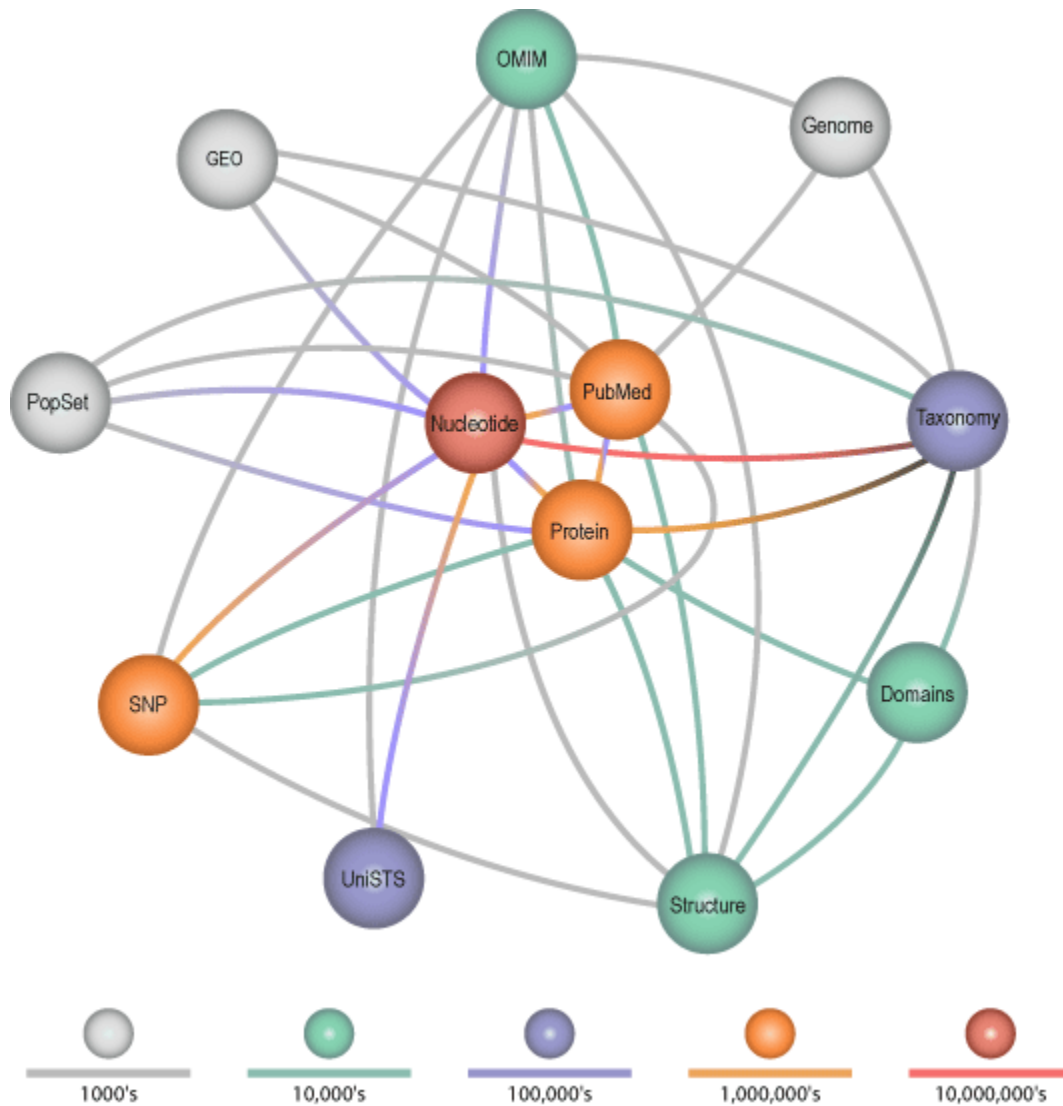 OMIM
Genome
GEO
PopSet
Nucleotide
PubMed
Taxonomy
Protein
SNP
Domains
UniSTS
Structure
1000's
10,000's
100,000's
1,000,000's
10,000,000's